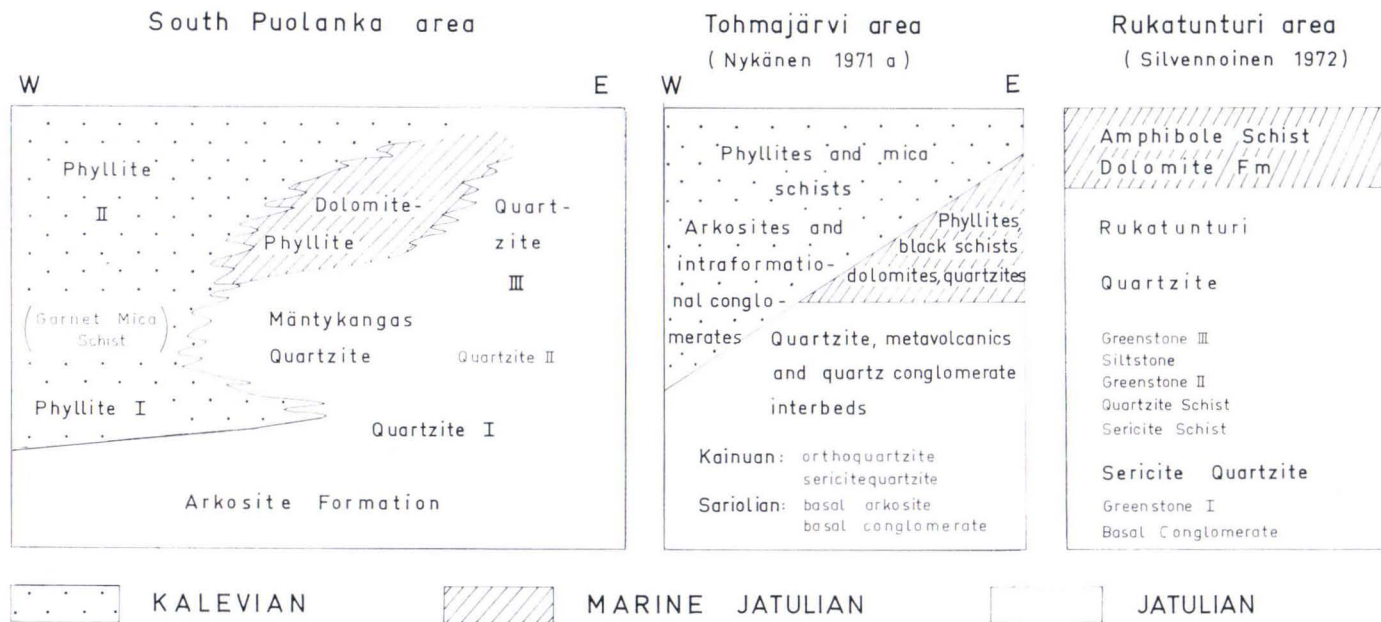 South Puolanka area
W
E
Phyllite
II
Dolomite-
Phyllite
Quart-
zite
III
(Garnet Mica
Schist)
Mäntykangas
Quartzite
Quartzite II
Phyllite I
Quartzite I
Arkosite Formation
Tohmajärvi area
(Nykänen 1971 a)
W
E
Phyllites and mica
schists
Arkosites and
intraformatio-
nal conglo-
merates
Phyllites,
black schists
dolomites, quartzites
Quartzite, metavolcanics
and quartz conglomerate
interbeds
Kainuan: orthoquartzite
sericitequartzite
Sariolian: basal arkosite
basal conglomerate
Rukatunturi area
(Silvennoinen 1972)
Amphibole Schist
Dolomite Fm
Rukatunturi
Quartzite
Greenstone III
Siltstone
Greenstone II
Quartzite Schist
Sericite Schist
Sericite Quartzite
Greenstone I
Basal Conglomerate
KALEVIAN
MARINE JATULIAN
JATULIAN